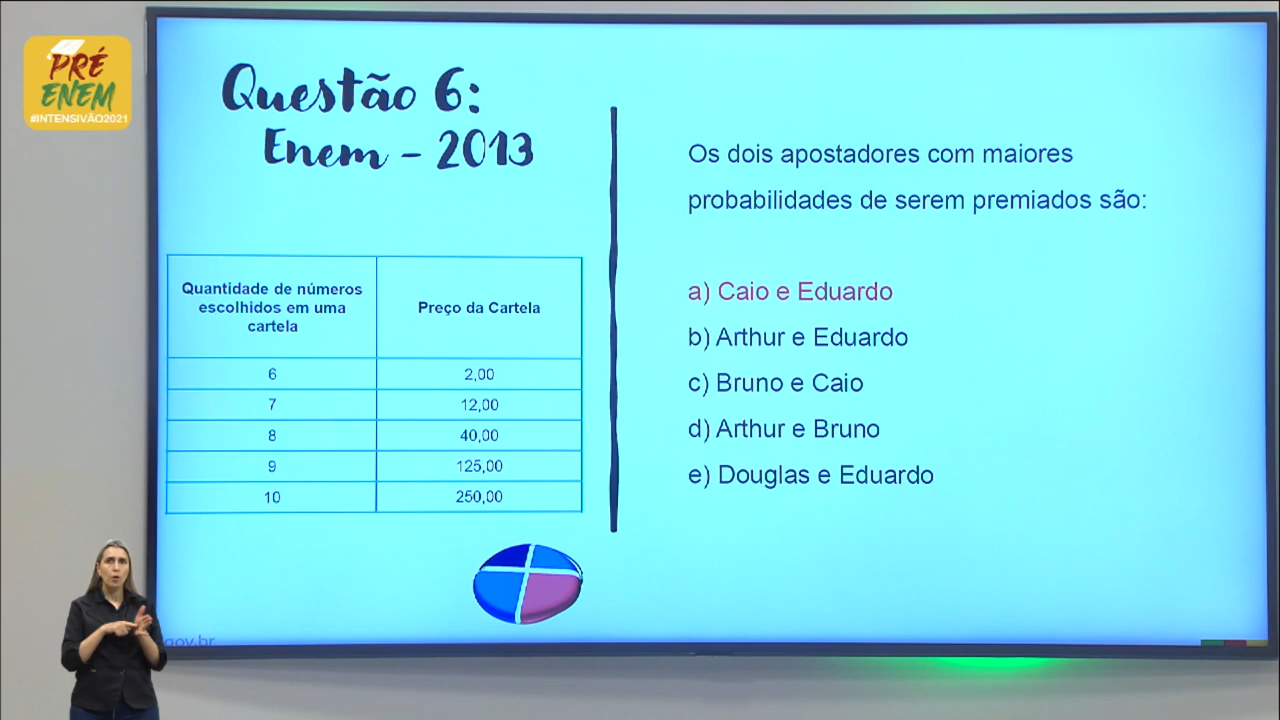 PRÉ
ENEM
#INTENSIVÃO2021
Questão 6:
Enem - 2013
Quantidade de números
escolhidos em uma
cartela
Preço da Cartela
6
2,00
7
12,00
8
40,00
9
125,00
10
250,00
Os dois apostadores com maiores
probabilidades de serem premiados são:
a) Caio e Eduardo
b) Arthur e Eduardo
c) Bruno e Caio
d) Arthur e Bruno
e) Douglas e Eduardo
gov.br